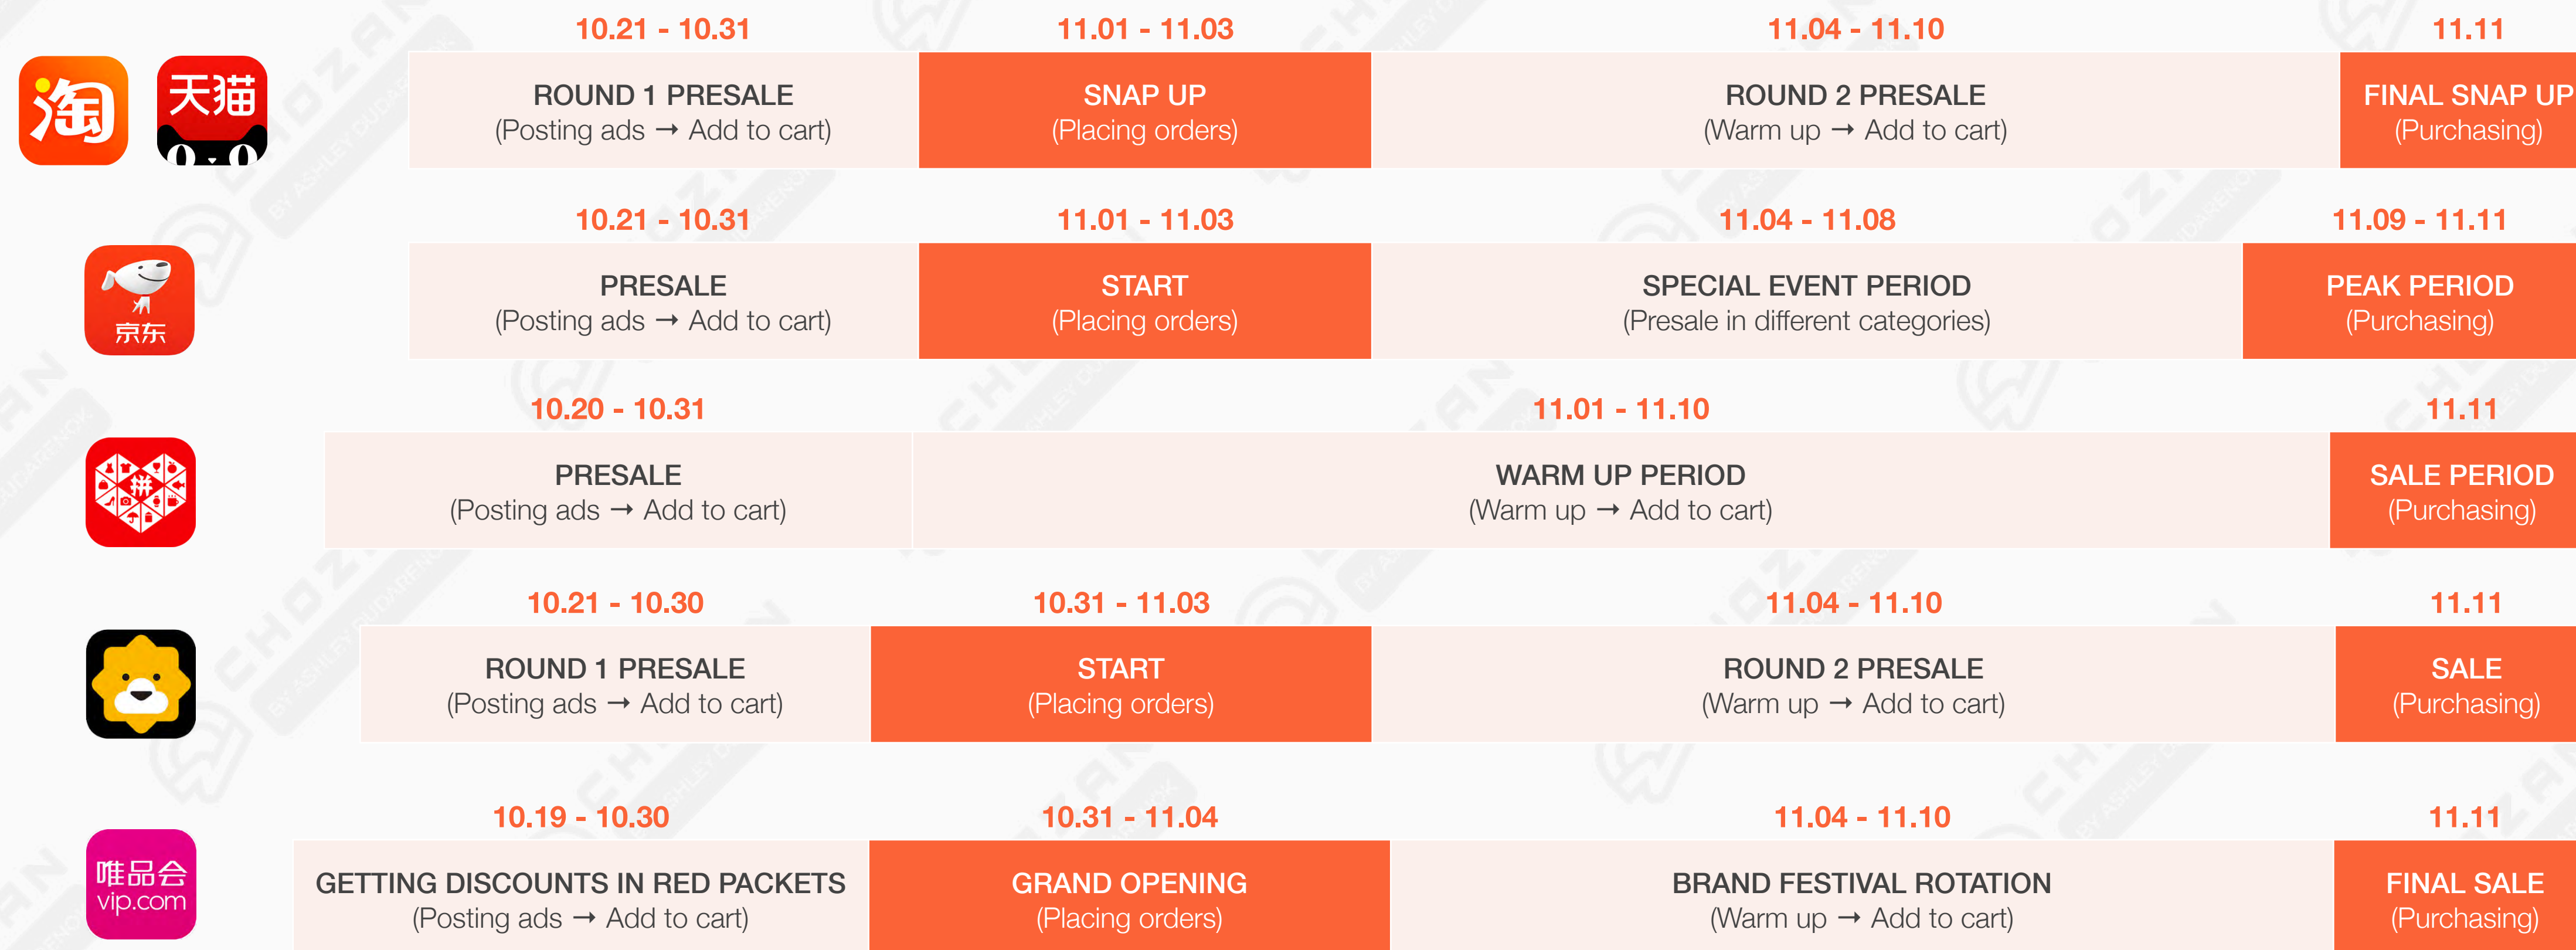 10.21 - 10.31
11.01 - 11.03
11.04 - 11.10
11.11
淘
天猫
ROUND 1 PRESALE
(Posting ads → Add to cart)
SNAP UP
(Placing orders)
ROUND 2 PRESALE
(Warm up → Add to cart)
FINAL SNAP UP
(Purchasing)
10.21 - 10.31
11.01 - 11.03
11.04 - 11.08
11.09 - 11.11
京东
PRESALE
(Posting ads → Add to cart)
START
(Placing orders)
SPECIAL EVENT PERIOD
(Presale in different categories)
PEAK PERIOD
(Purchasing)
10.20 - 10.31
11.01 - 11.10
11.11
拼
PRESALE
(Posting ads → Add to cart)
WARM UP PERIOD
(Warm up → Add to cart)
SALE PERIOD
(Purchasing)
10.21 - 10.30
10.31 - 11.03
11.04 - 11.10
11.11
ROUND 1 PRESALE
(Posting ads → Add to cart)
START
(Placing orders)
ROUND 2 PRESALE
(Warm up → Add to cart)
SALE
(Purchasing)
10.19 - 10.30
10.31 - 11.04
11.04 - 11.10
11.11
唯品会
vip.com
GETTING DISCOUNTS IN RED PACKETS
(Posting ads → Add to cart)
GRAND OPENING
(Placing orders)
BRAND FESTIVAL ROTATION
(Warm up → Add to cart)
FINAL SALE
(Purchasing)
CHOZAN
BY ASHLEY DUDARENOK